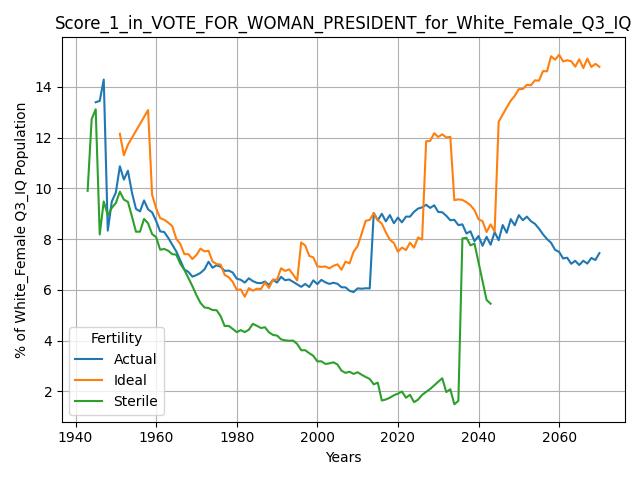 Score_1_in_VOTE_FOR_WOMAN_PRESIDENT_for_White_Female_Q3_IQ
% of White_Female Q3_IQ Population
14
12
10
8
6
4
2
Fertility
Actual
Ideal
Sterile
1940 1960 1980 2000 2020 2040 2060
Years